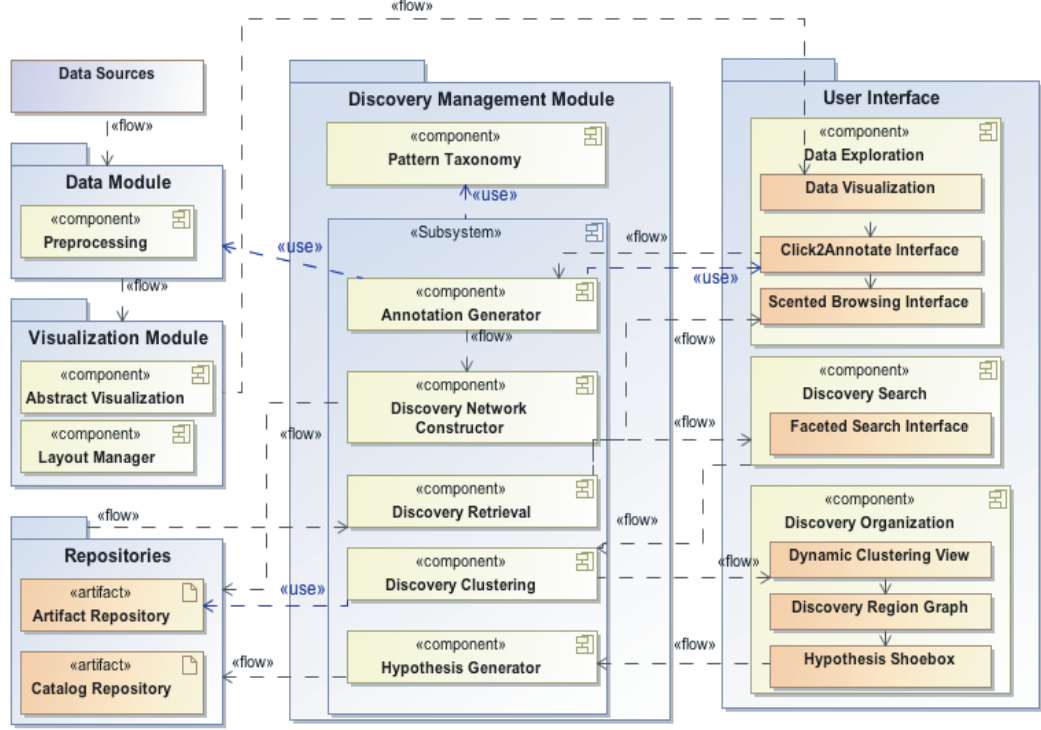 «flow»
Data Sources
«flow»
Data Module
«component»
Preprocessing
«flow»
Visualization Module
«component»
Abstract Visualization
«component»
Layout Manager
«flow»
Repositories
«artifact»
Artifact Repository
«artifact»
Catalog Repository
«use»
«flow»
«use»
«flow»
Discovery Management Module
«component»
Pattern Taxonomy
«use»
«Subsystem»
«component»
Annotation Generator
«flow»
«component»
Discovery Network
Constructor
«component»
Discovery Retrieval
«component»
Discovery Clustering
«component»
Hypothesis Generator
«flow»
«use»
«flow»
«flow»
«flow»
«flow»
«flow»
User Interface
«component»
Data Exploration
Data Visualization
Click2Annotate Interface
Scented Browsing Interface
«component»
Discovery Search
Faceted Search Interface
«component»
Discovery Organization
Dynamic Clustering View
Discovery Region Graph
Hypothesis Shoebox